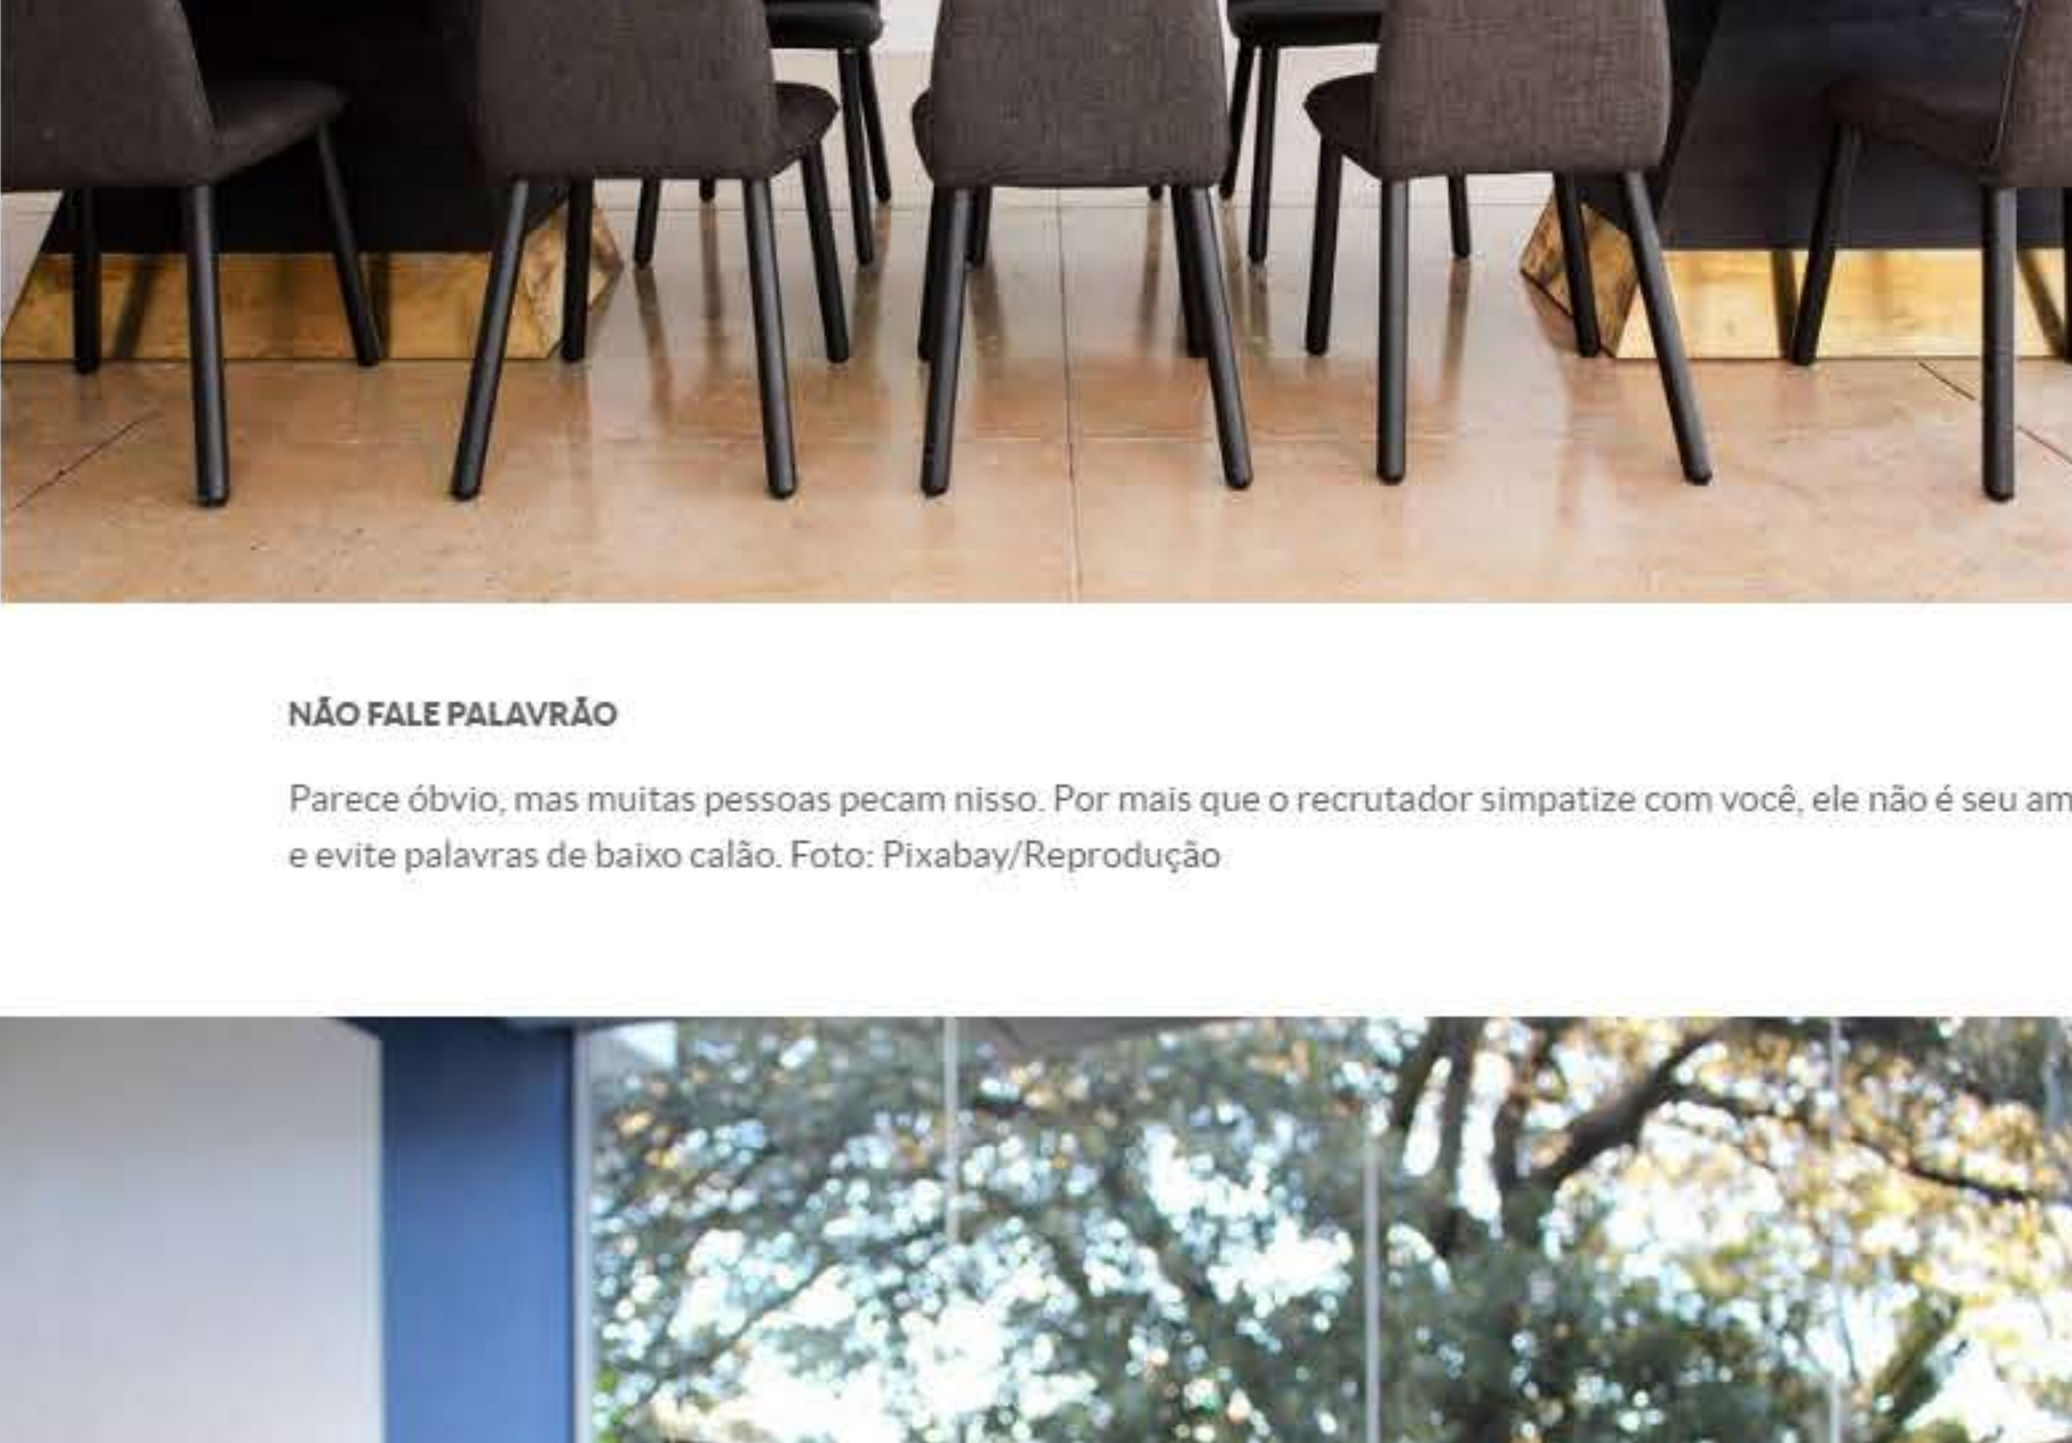 NÃO FALE PALAVRÃO
Parece óbvio, mas muitas pessoas pecam nisso. Por mais que o recrutador simpatize com você, ele não é seu am
e evite palavras de baixo calão. Foto: Pixabay/Reprodução